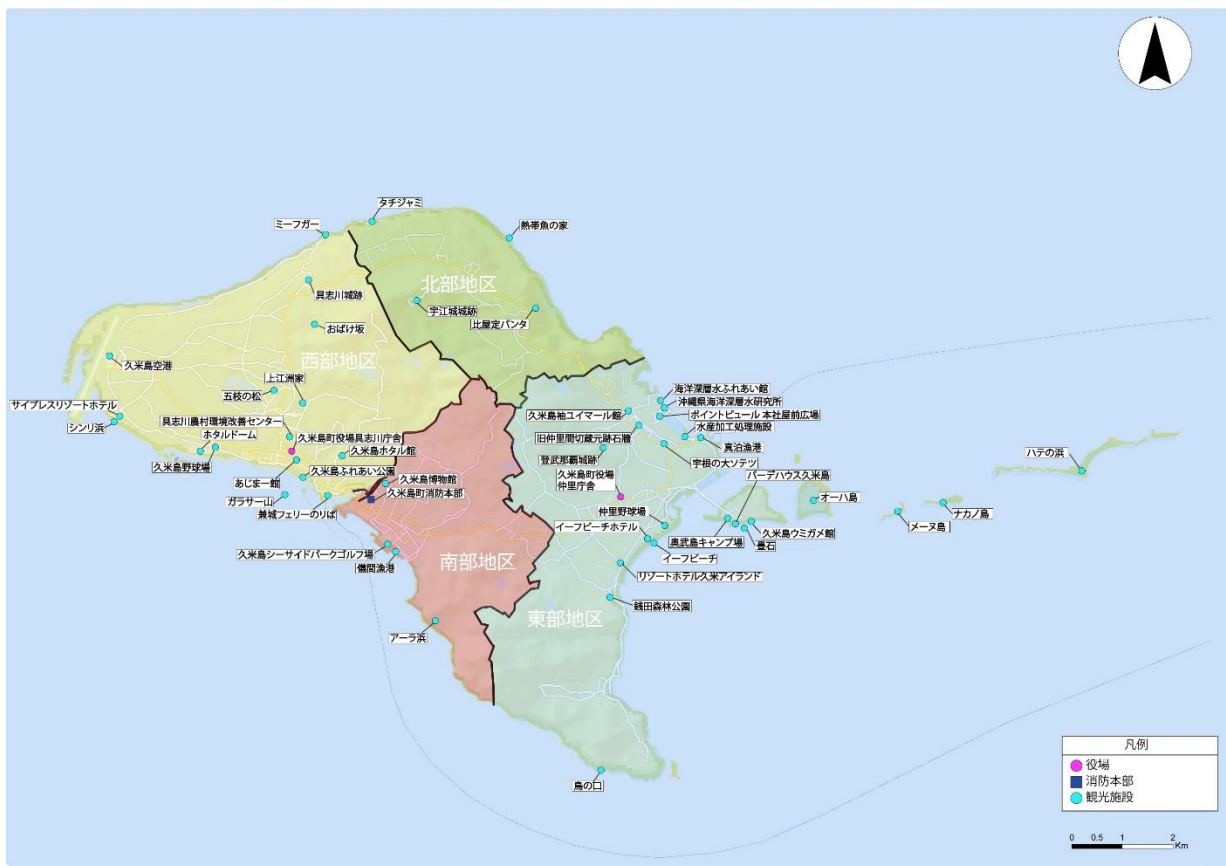 タチジャミ
ミーフガー
熱帯魚の家
北部地区
具志川城跡
宇江城城跡
比屋定バンタ
おばけ坂
西部地区
久米島空港
上江洲家
五枝の松
サイプレスリゾートホテル
シンリ浜
具志川農村環境改善センター
ホタルドーム
久米島町役場具志川庁舎
久米島ホタル館
久米島野球場
あじまー館
久米島ふれあい公園
久米島博物館
ガラサー山
久米島町消防本部
兼城フェリーのりば
海洋深層水ふれあい館
沖縄県海洋深層水研究所
久米島袖ユイマール館
ポイントピュール 本社屋前広場
水産加工処理施設
旧仲里間切蔵元跡石牆
真泊漁港
登武那覇城跡
宇根の大ソテツ
久米島町役場
仲里庁舎
バーデハウス久米島
ハテの浜
オーハ島
仲里野球場
ナカノ島
メーヌ島
イーフビーチホテル
奥武島キャンプ場
久米島ウミガメ館
畳石
イーフビーチ
久米島シーサイドパークゴルフ場
儀間漁港
南部地区
リゾートホテル久米アイランド
銭田森林公園
東部地区
アーラ浜
島の口
凡例
役場
消防本部
観光施設
0 0.5 1 2
Km